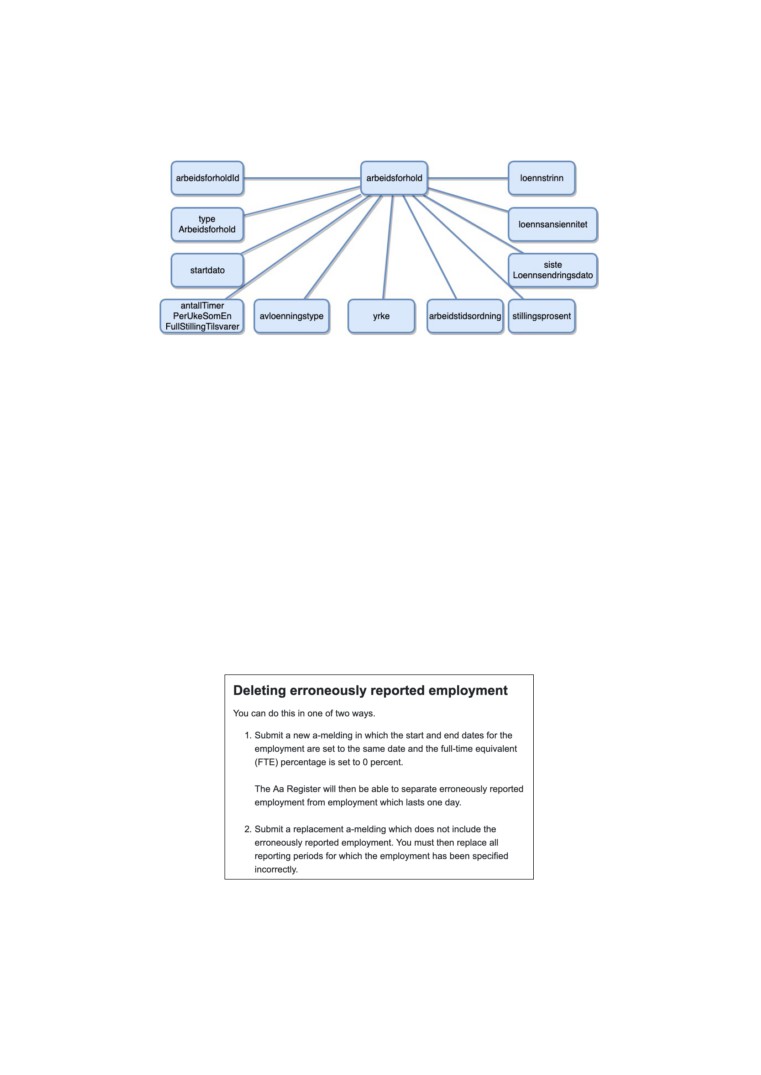 arbeidsforholdId
arbeidsforhold
loennstrinn
type
Arbeidsforhold
loennsansiennitet
startdato
siste
Loennsendringsdato
antallTimer
PerUkeSomEn
FullStillingTilsvarer
avloenningstype
yrke
arbeidstidsordning
stillingsprosent
Deleting erroneously reported employment
You can do this in one of two ways.
1. Submit a new a-melding in which the start and end dates for the
employment are set to the same date and the full-time equivalent
(FTE) percentage is set to 0 percent.
The Aa Register will then be able to separate erroneously reported
employment from employment which lasts one day.
2. Submit a replacement a-melding which does not include the
erroneously reported employment. You must then replace all
reporting periods for which the employment has been specified
incorrectly.